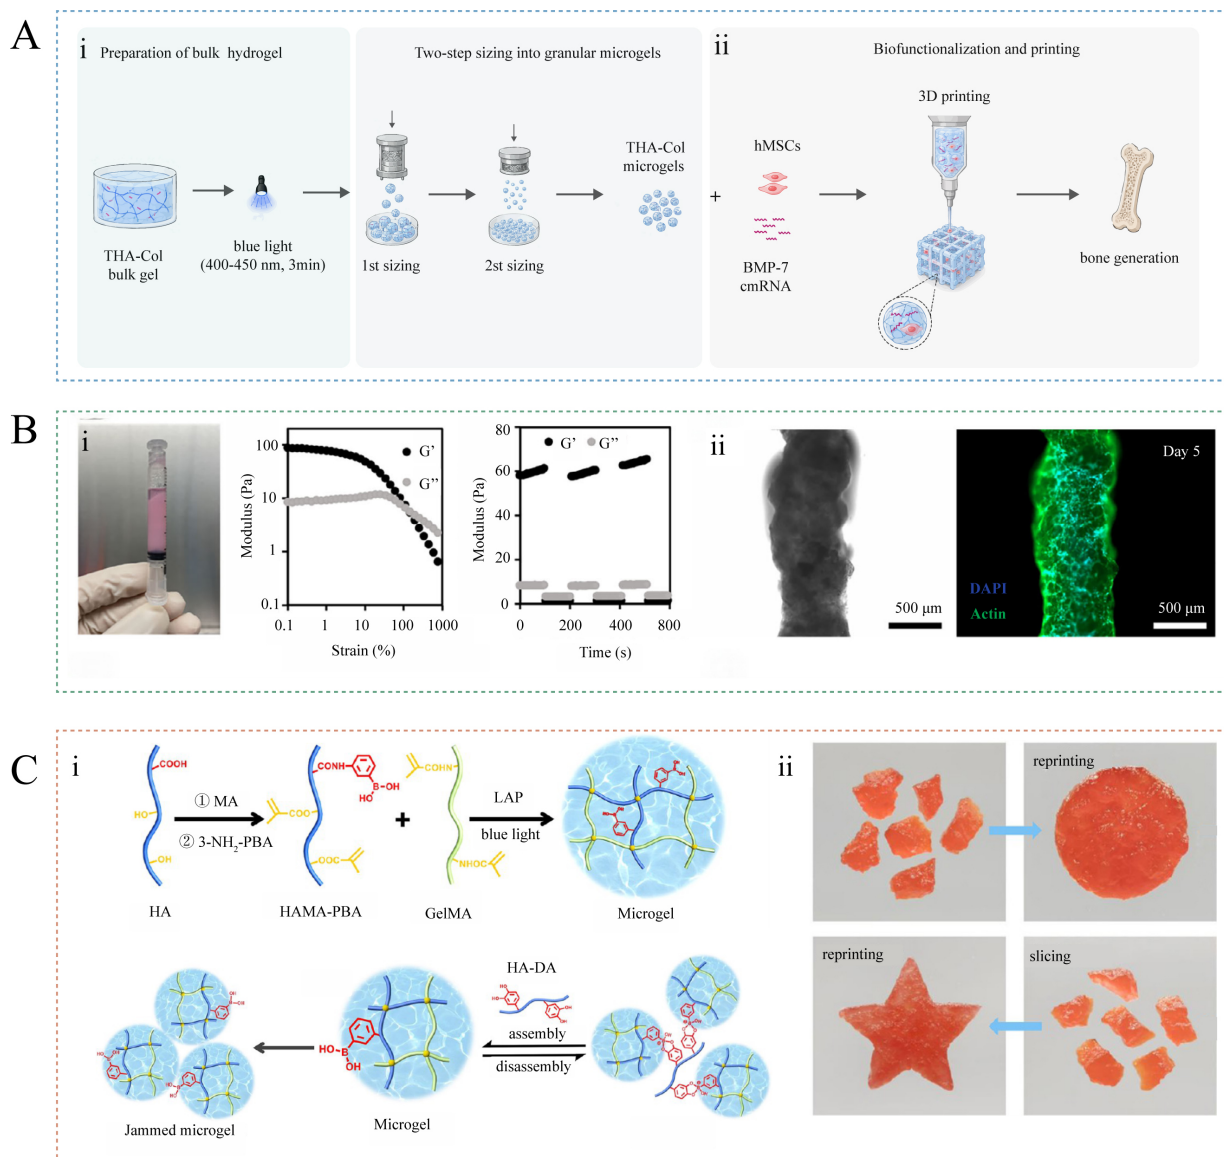 A
i
Preparation of bulk hydrogel
THA-Col
bulk gel
blue light
(400-450 nm, 3min)
Two-step sizing into granular microgels
1st sizing
2st sizing
THA-Col
microgels
ii
Biofunctionalization and printing
+
hMSCs
BMP-7
cmRNA
3D printing
bone generation
B
i
Modulus (Pa)
100
10
1
0.1
0.1
1
10
100
1000
Strain (%)
G'
G''
Modulus (Pa)
80
60
40
20
0
0
200
400
600
800
Time (s)
G'
G''
ii
500 μm
Day 5
DAPI
Actin
500 μm
C
i
COOH
HO
OH
HA
① MA
② 3-NH₂-PBA
CONH
B
OH
HO
COO
OOC
HAMA-PBA
+
COHN
NHOC
GelMA
LAP
blue light
Microgel
Jammed microgel
HO
B
OH
Microgel
HA-DA
assembly
disassembly
ii
reprinting
reprinting
slicing